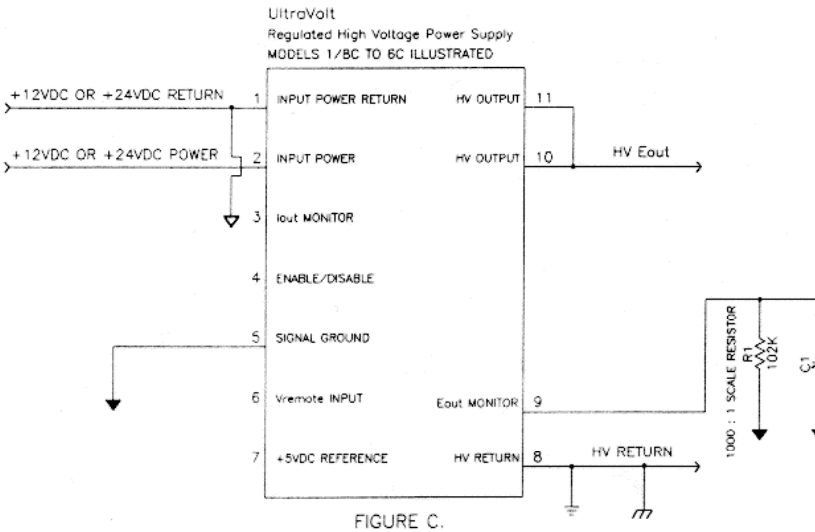 UltraVolt
Regulated High Voltage Power Supply
MODELS 1/8C TO 6C ILLUSTRATED
+12VDC OR +24VDC RETURN
1 INPUT POWER RETURN
HV OUTPUT 11
+12VDC OR +24VDC POWER
2 INPUT POWER
HV OUTPUT 10
HV Eout
3 Iout MONITOR
4 ENABLE/DISABLE
5 SIGNAL GROUND
6 Vremote INPUT
Eout MONITOR 9
7 +5VDC REFERENCE
HV RETURN 8
HV RETURN
1000 : 1 SCALE RESISTOR
R1
102K
C1
FIGURE C.